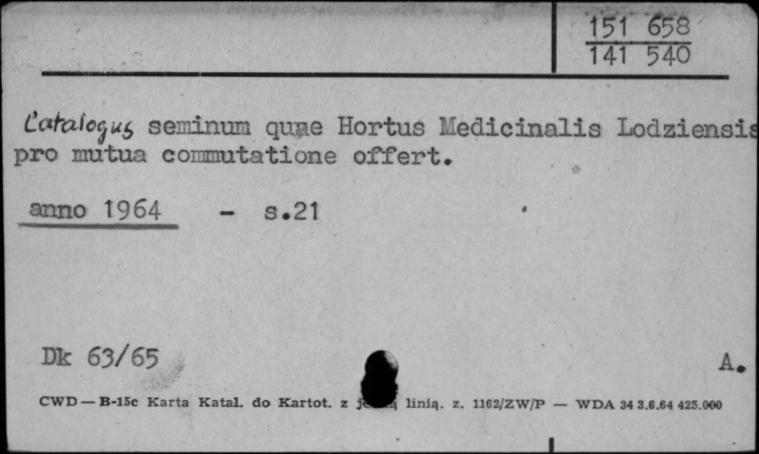 151 658
141 540
Catalogus seminum quae Hortus Medicinalis Lodziensis
pro mutua commutatione offert.
anno 1964 - s.21
Dk 63/65
A.
CWD — B-15c Karta Katal. do Kartot. z linią. z. 1162/ZW/P — WDA 34 3.6.64 425.000